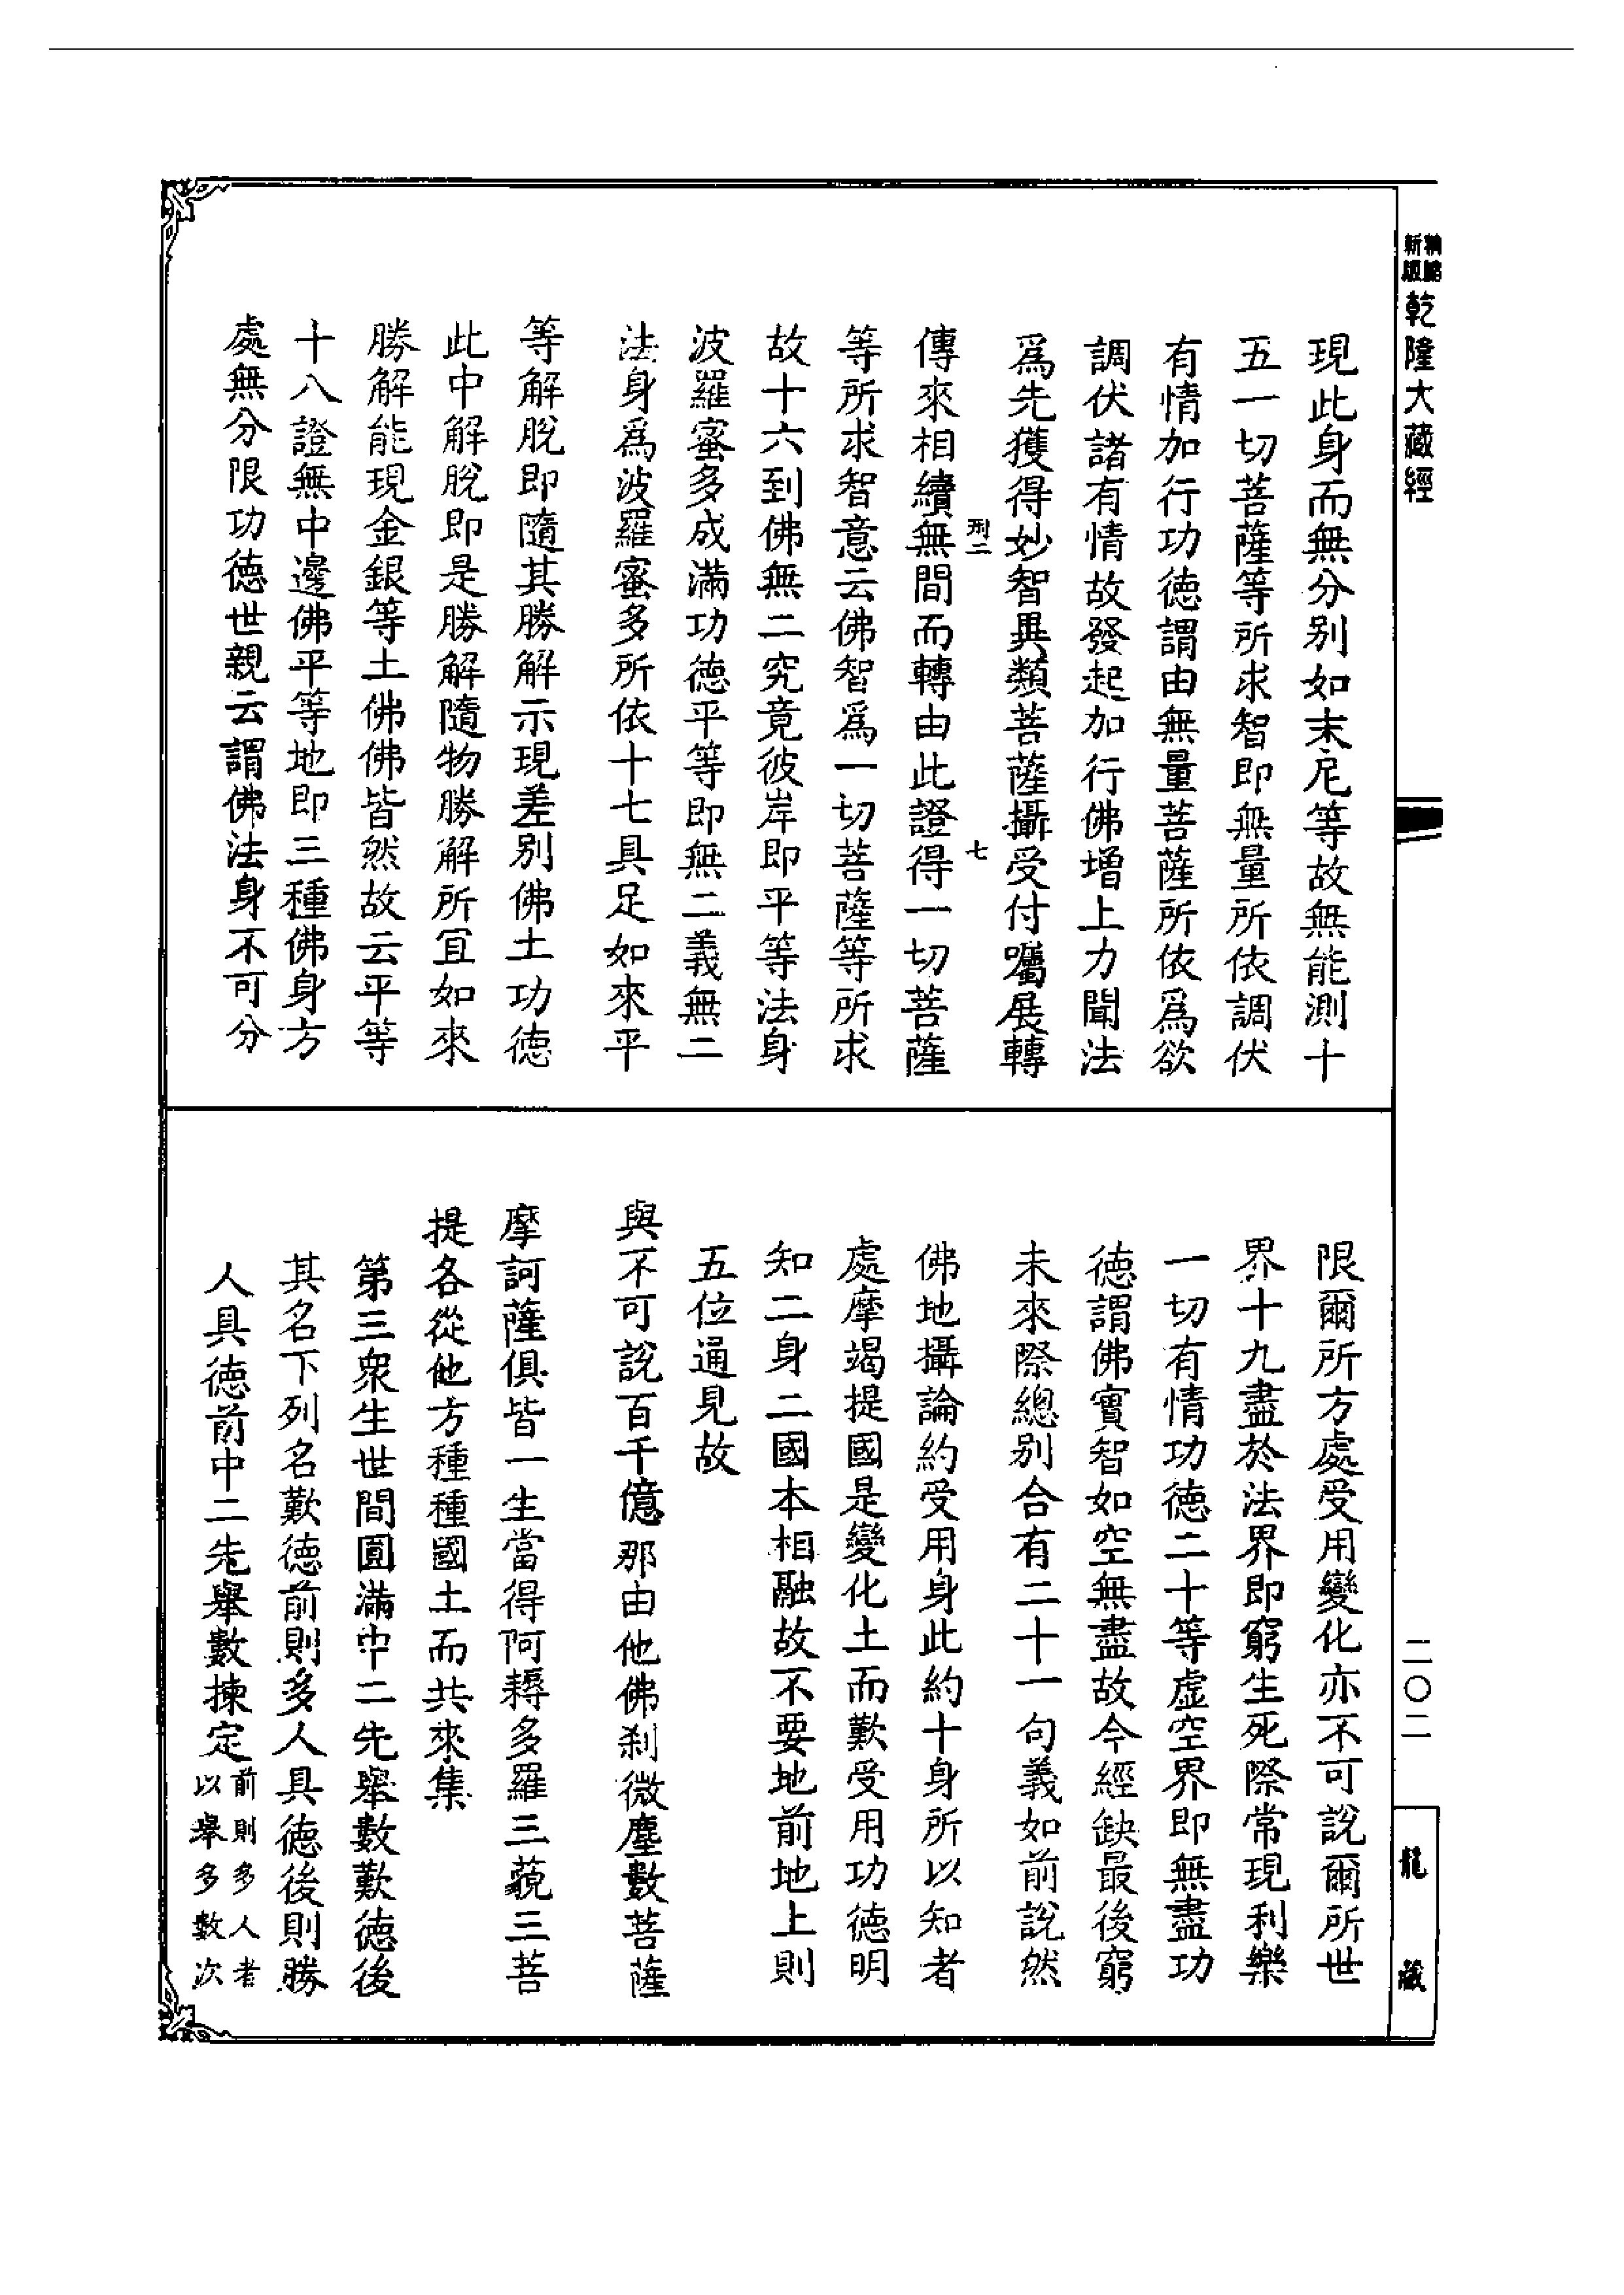 精縮新版乾隆大藏經
現此身而無分别如末尼等故無能測十
五一切菩薩等所求智即無量所依調伏
有情加行功德謂由無量菩薩所依爲欲
調伏諸有情故發起加行佛增上力聞法
爲先獲得妙智異類菩薩攝受付囑展轉
刑二 七
傳來相續無間而轉由此證得一切菩薩
等所求智意云佛智爲一切菩薩等所求
故十六到佛無二究竟彼岸即平等法身
波羅蜜多成滿功德平等即無二義無二
法身爲波羅蜜多所依十七具足如來平
等解脫即隨其勝解示現差别佛土功德
此中解脫即是勝解隨物勝解所宜如來
勝解能現金銀等土佛佛皆然故云平等
十八證無中邊佛平等地即三種佛身方
處無分限功德世親云謂佛法身不可分
限爾所方處受用變化亦不可說爾所世
界十九盡於法界即窮生死際常現利樂
一切有情功德二十等虛空界即無盡功
德謂佛實智如空無盡故今經缺最後窮
未來際總别合有二十一句義如前說然
佛地攝論約受用身此約十身所以知者
處摩竭提國是變化土而歎受用功德明
知二身二國本相融故不要地前地上則
五位通見故
與不可說百千億那由他佛刹微塵數菩薩
摩訶薩俱皆一生當得阿耨多羅三藐三菩
提各從他方種種國土而共來集
第三衆生世間圓滿中二先舉數歎德後
其名下列名歎德前則多人具德後則勝
人具德前中二先舉數揀定前則多人者以舉多數次
二〇二
龍藏